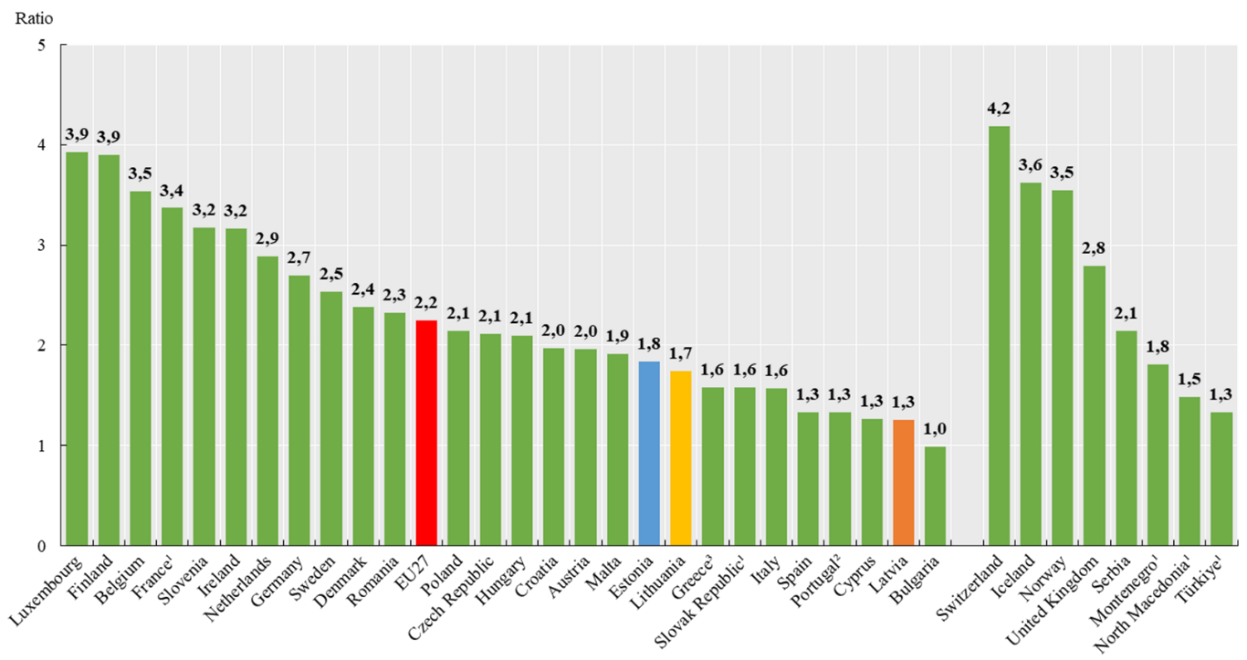 Ratio
5
4
3
2
1
0
3,9
3,9
3,5
3,4
3,2
3,2
2,9
2,7
2,5
2,4
2,3
2,2
2,1
2,1
2,1
2,0
2,0
1,9
1,8
1,7
1,6
1,6
1,6
1,3
1,3
1,3
1,3
1,0
4,2
3,6
3,5
2,8
2,1
1,8
1,5
1,3
Luxembourg
Finland
Belgium
France¹
Slovenia
Ireland
Netherlands
Germany
Sweden
Denmark
Romania
EU27
Poland
Czech Republic
Hungary
Croatia
Austria
Malta
Estonia
Lithuania
Greece³
Slovak Republic¹
Italy
Spain
Portugal²
Cyprus
Latvia
Bulgaria
Switzerland
Iceland
Norway
United Kingdom
Serbia
Montenegro¹
North Macedonia¹
Türkiye¹